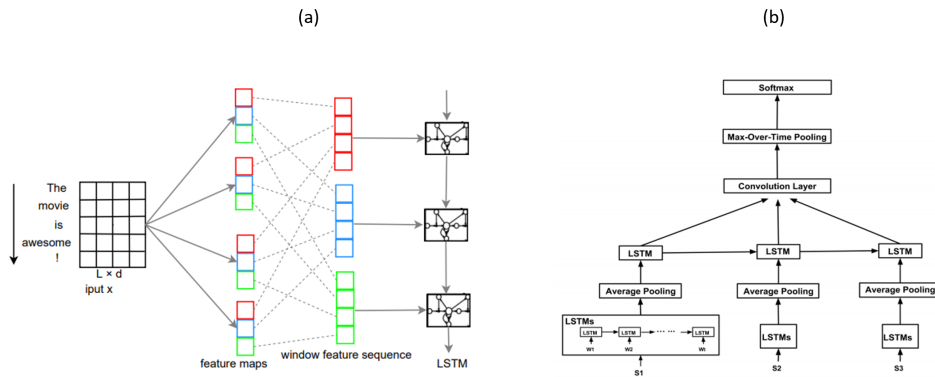 (a)
(b)
The
movie
is
awesome
!
L × d
iput x
feature maps
window feature sequence
LSTM
Softmax
Max-Over-Time Pooling
Convolution Layer
LSTM
LSTM
LSTM
Average Pooling
Average Pooling
Average Pooling
LSTMs
LSTM
LSTM
... ...
LSTM
W1
W2
Wt
LSTMs
LSTMs
S1
S2
S3